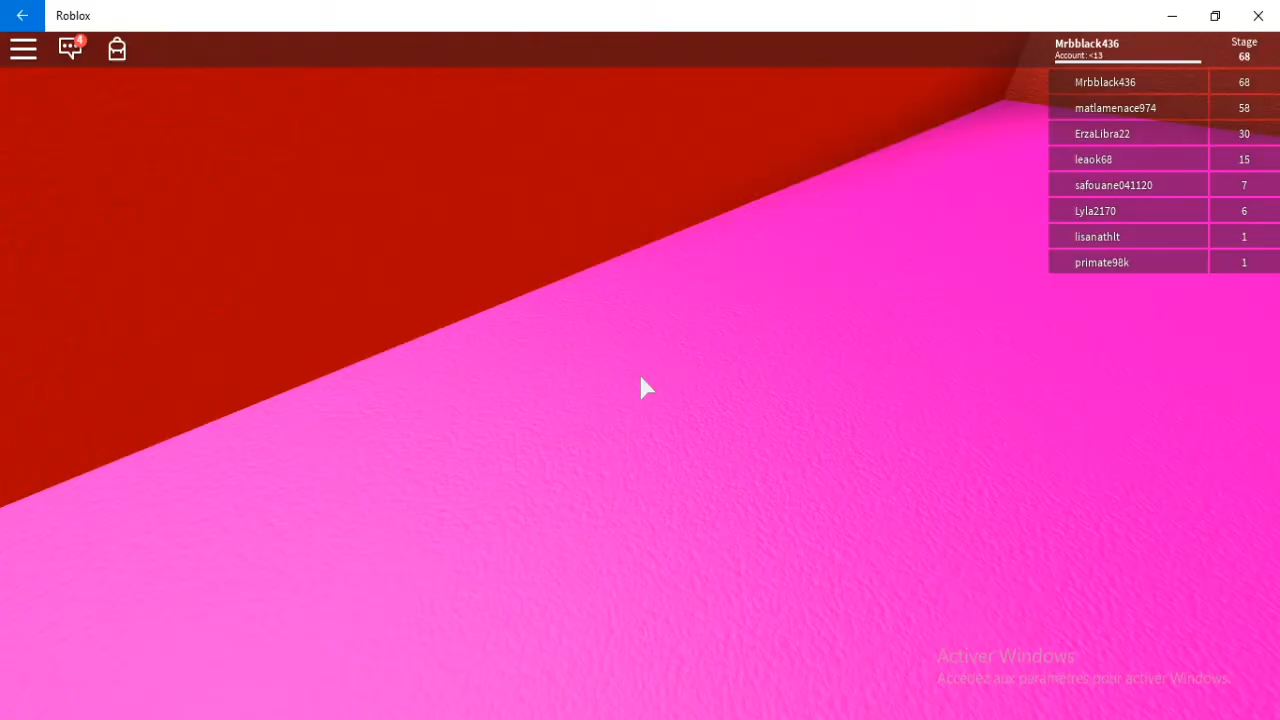 Roblox
4
Mrbblack436
Account: <13
Stage
68
Mrbblack436 68
matlamenace974 58
ErzaLibra22 30
leaok68 15
safouane041120 7
Lyla2170 6
lisanathlt 1
primate98k 1
Activer Windows
Accédez aux paramètres pour activer Windows.